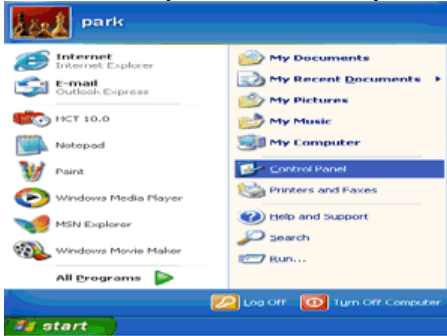 park
Internet
Internet Explorer
E-mail
Outlook Express
HCT 10.0
Notepad
Paint
Windows Media Player
MSN Explorer
Windows Movie Maker
All Programs
My Documents
My Recent Documents
My Pictures
My Music
My Computer
Control Panel
Printers and Faxes
Help and Support
Search
Run...
Log Off
Turn Off Computer
start